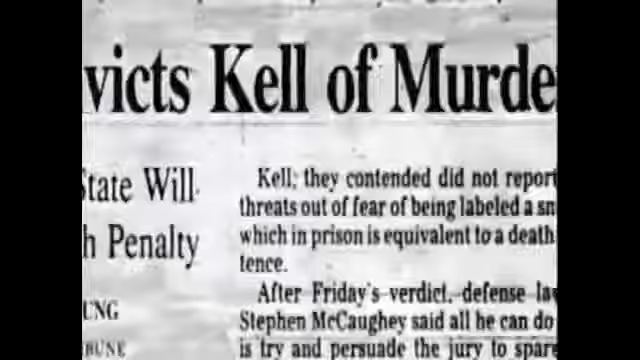 victs Kell of Murde
State Will
h Penalty
UNG
BUNE
Kell; they contended did not report
threats out of fear of being labeled a sn
which in prison is equivalent to a death
tence.
After Friday's verdict, defense la
Stephen McCaughey said all he can do
is try and persuade the jury to spare